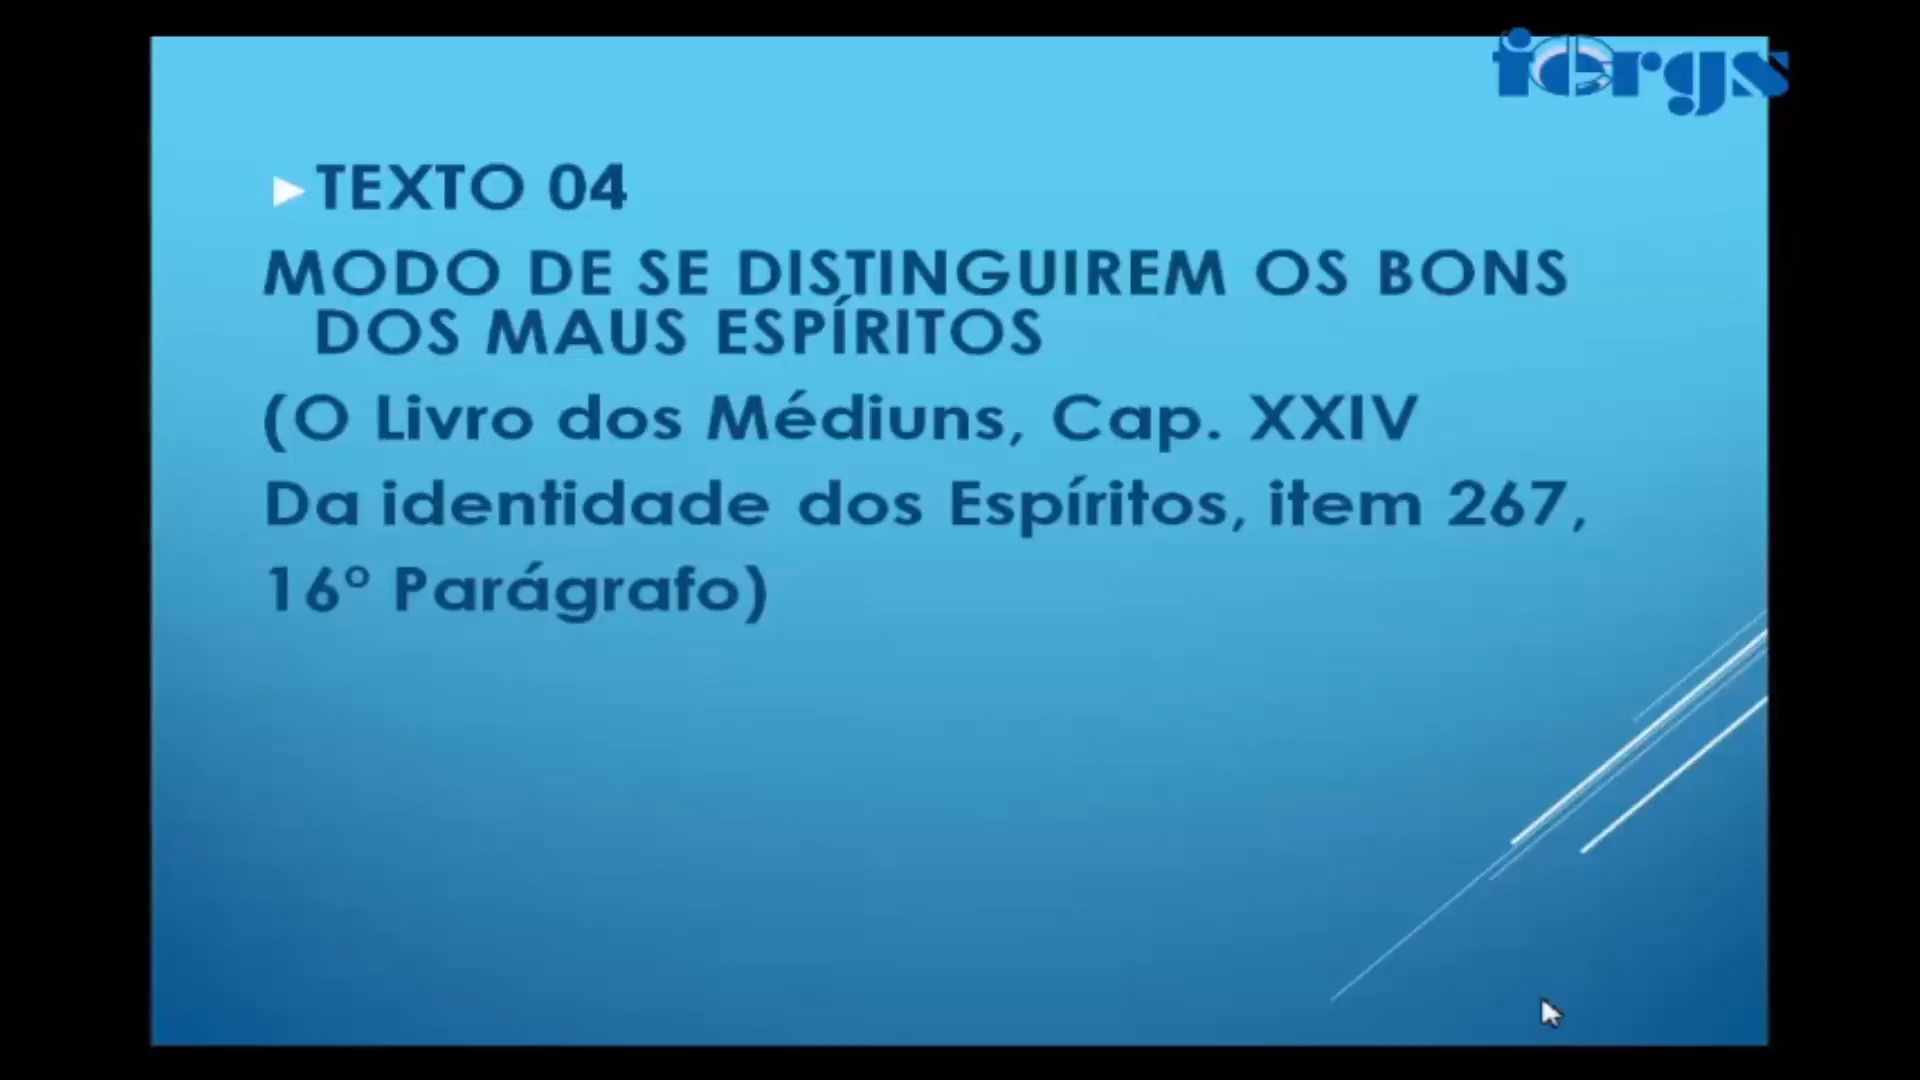 fergs
TEXTO 04
MODO DE SE DISTINGUIREM OS BONS
DOS MAUS ESPÍRITOS
(O Livro dos Médiuns, Cap. XXIV
Da identidade dos Espíritos, item 267,
16º Parágrafo)